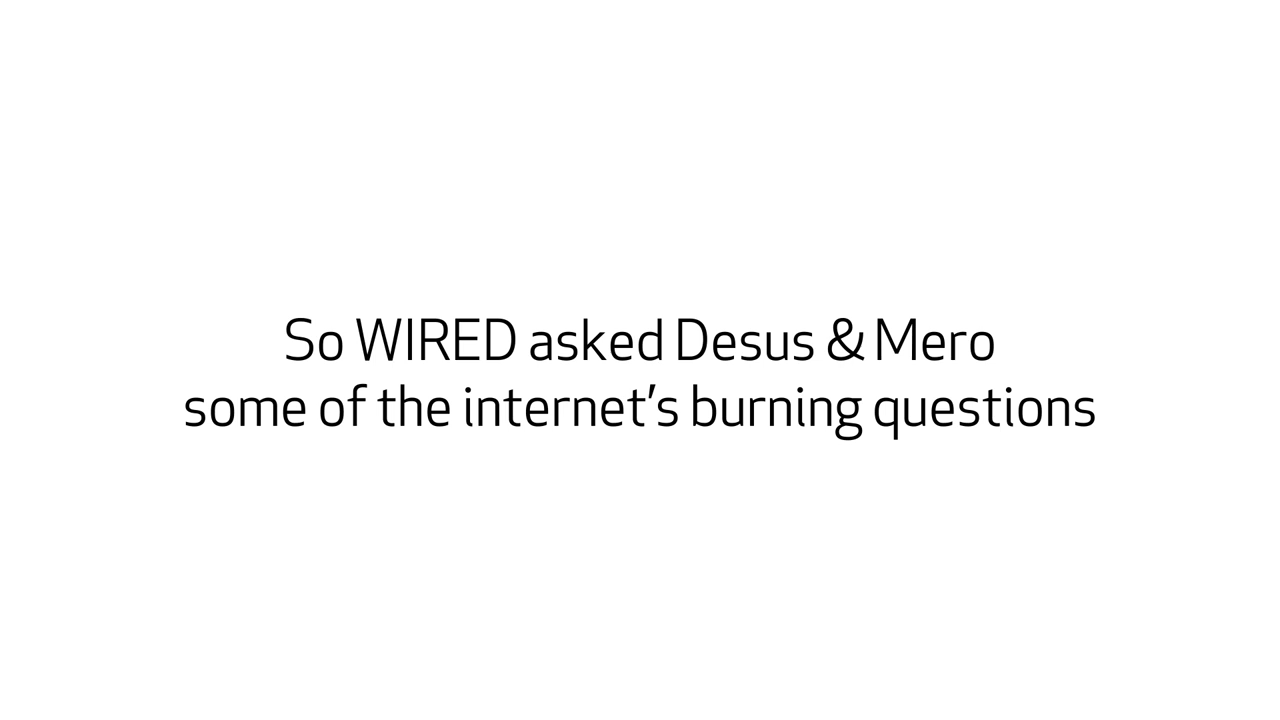 So WIRED asked Desus & Mero
some of the internet's burning questions